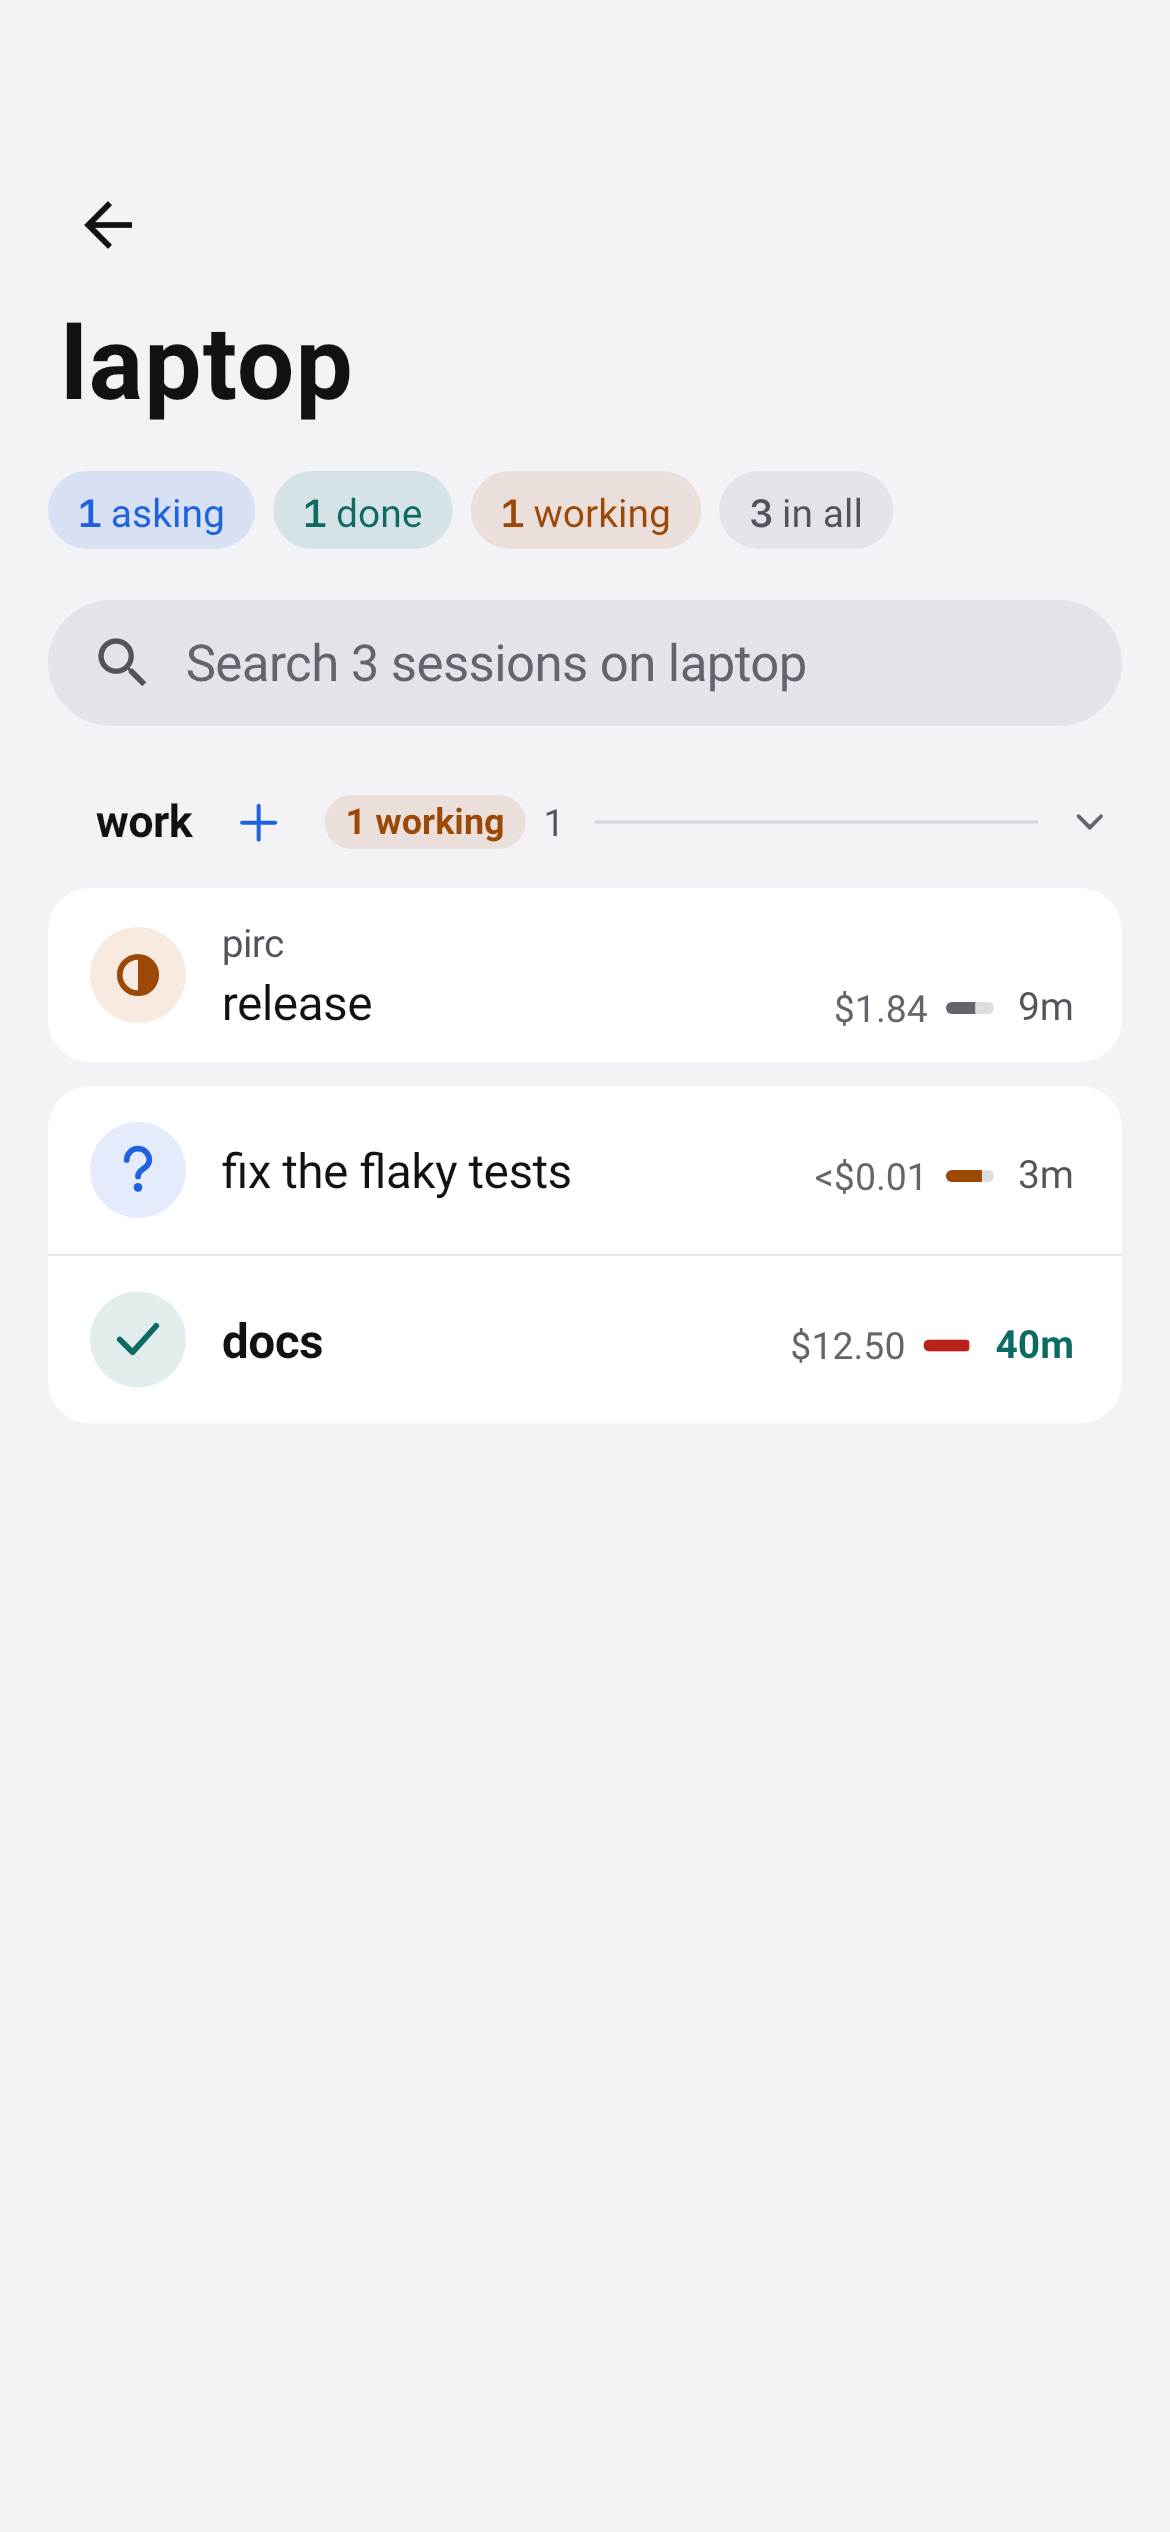 laptop
1 asking 1 done 1 working 3 in all
Search 3 sessions on laptop
work 1 working 1
pirc
release $1.84 9m
fix the flaky tests <$0.01 3m
docs $12.50 40m